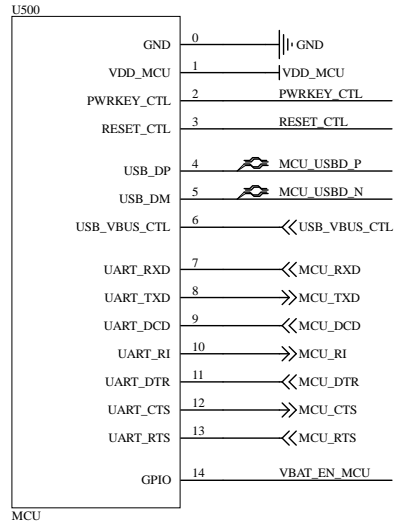 U500
GND 0 GND
VDD_MCU 1 VDD_MCU
PWRKEY_CTL 2 PWRKEY_CTL
RESET_CTL 3 RESET_CTL
USB_DP 4 MCU_USBD_P
USB_DM 5 MCU_USBD_N
USB_VBUS_CTL 6 USB_VBUS_CTL
UART_RXD 7 MCU_RXD
UART_TXD 8 MCU_TXD
UART_DCD 9 MCU_DCD
UART_RI 10 MCU_RI
UART_DTR 11 MCU_DTR
UART_CTS 12 MCU_CTS
UART_RTS 13 MCU_RTS
GPIO 14 VBAT_EN_MCU
MCU